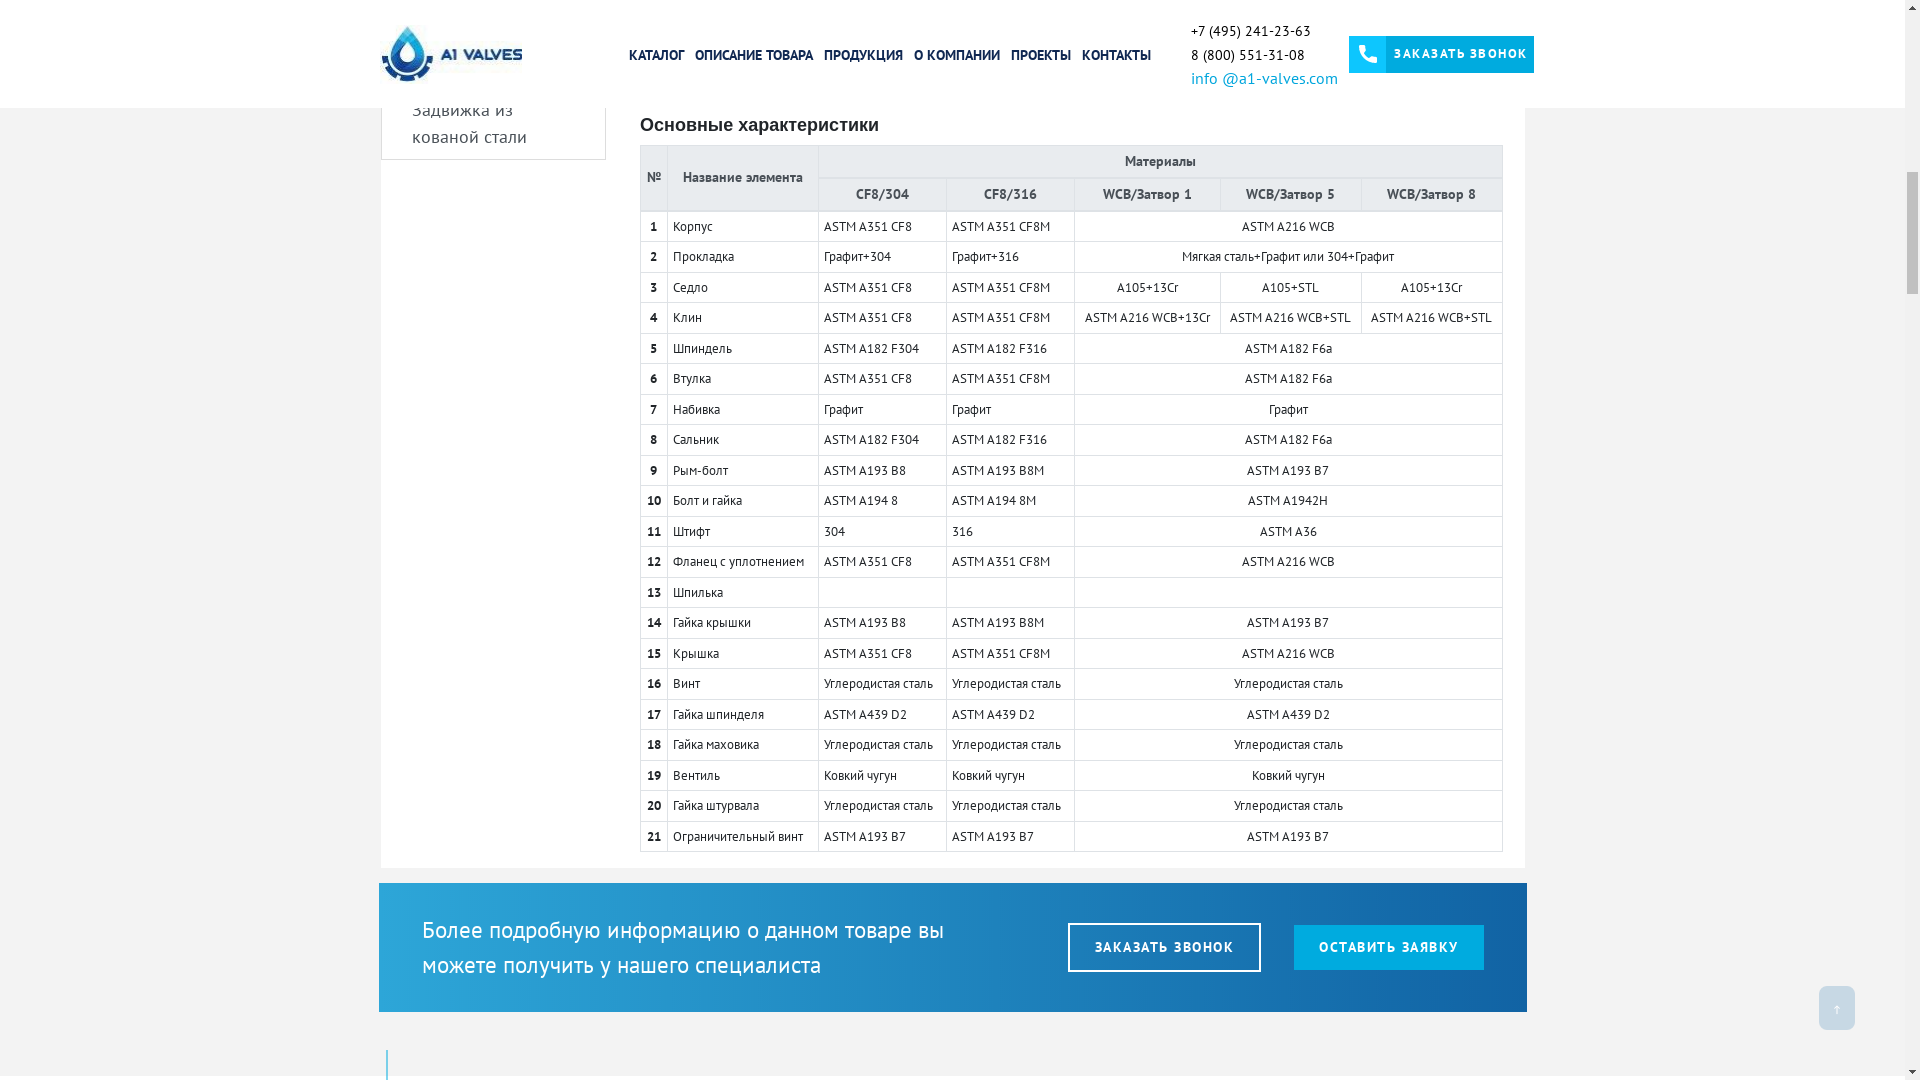 A1 VALVES
КАТАЛОГ ОПИСАНИЕ ТОВАРА ПРОДУКЦИЯ О КОМПАНИИ ПРОЕКТЫ КОНТАКТЫ
+7 (495) 241-23-63
8 (800) 551-31-08
info @a1-valves.com
ЗАКАЗАТЬ ЗВОНОК
Задвижка из
кованой стали
Основные характеристики
№ Название элемента Материалы
CF8/304 CF8/316 WCB/Затвор 1 WCB/Затвор 5 WCB/Затвор 8
1 Корпус ASTM A351 CF8 ASTM A351 CF8M ASTM A216 WCB
2 Прокладка Графит+304 Графит+316 Мягкая сталь+Графит или 304+Графит
3 Седло ASTM A351 CF8 ASTM A351 CF8M A105+13Cr A105+STL A105+13Cr
4 Клин ASTM A351 CF8 ASTM A351 CF8M ASTM A216 WCB+13Cr ASTM A216 WCB+STL ASTM A216 WCB+STL
5 Шпиндель ASTM A182 F304 ASTM A182 F316 ASTM A182 F6a
6 Втулка ASTM A351 CF8 ASTM A351 CF8M ASTM A182 F6a
7 Набивка Графит Графит Графит
8 Сальник ASTM A182 F304 ASTM A182 F316 ASTM A182 F6a
9 Рым-болт ASTM A193 B8 ASTM A193 B8M ASTM A193 B7
10 Болт и гайка ASTM A194 8 ASTM A194 8M ASTM A1942H
11 Штифт 304 316 ASTM A36
12 Фланец с уплотнением ASTM A351 CF8 ASTM A351 CF8M ASTM A216 WCB
13 Шпилька
14 Гайка крышки ASTM A193 B8 ASTM A193 B8M ASTM A193 B7
15 Крышка ASTM A351 CF8 ASTM A351 CF8M ASTM A216 WCB
16 Винт Углеродистая сталь Углеродистая сталь Углеродистая сталь
17 Гайка шпинделя ASTM A439 D2 ASTM A439 D2 ASTM A439 D2
18 Гайка маховика Углеродистая сталь Углеродистая сталь Углеродистая сталь
19 Вентиль Ковкий чугун Ковкий чугун Ковкий чугун
20 Гайка штурвала Углеродистая сталь Углеродистая сталь Углеродистая сталь
21 Ограничительный винт ASTM A193 B7 ASTM A193 B7 ASTM A193 B7
Более подробную информацию о данном товаре вы
можете получить у нашего специалиста
ЗАКАЗАТЬ ЗВОНОК
ОСТАВИТЬ ЗАЯВКУ